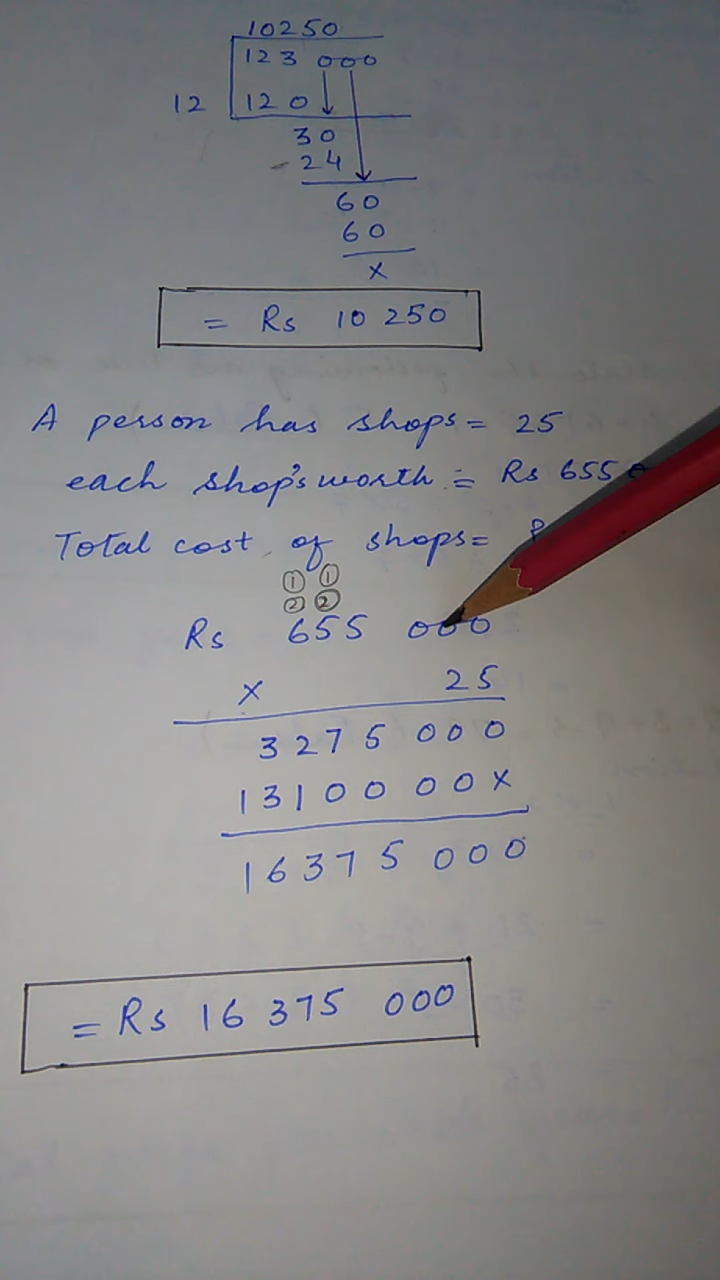 10250
123 000
12 120
30
- 24
60
60
x
= Rs 10 250
A person has shops = 25
each shop's worth = Rs 655
Total cost of shops =
1 1
2 2
Rs 655 000
x 25
3275 000
13100 00x
16375 000
= Rs 16 375 000